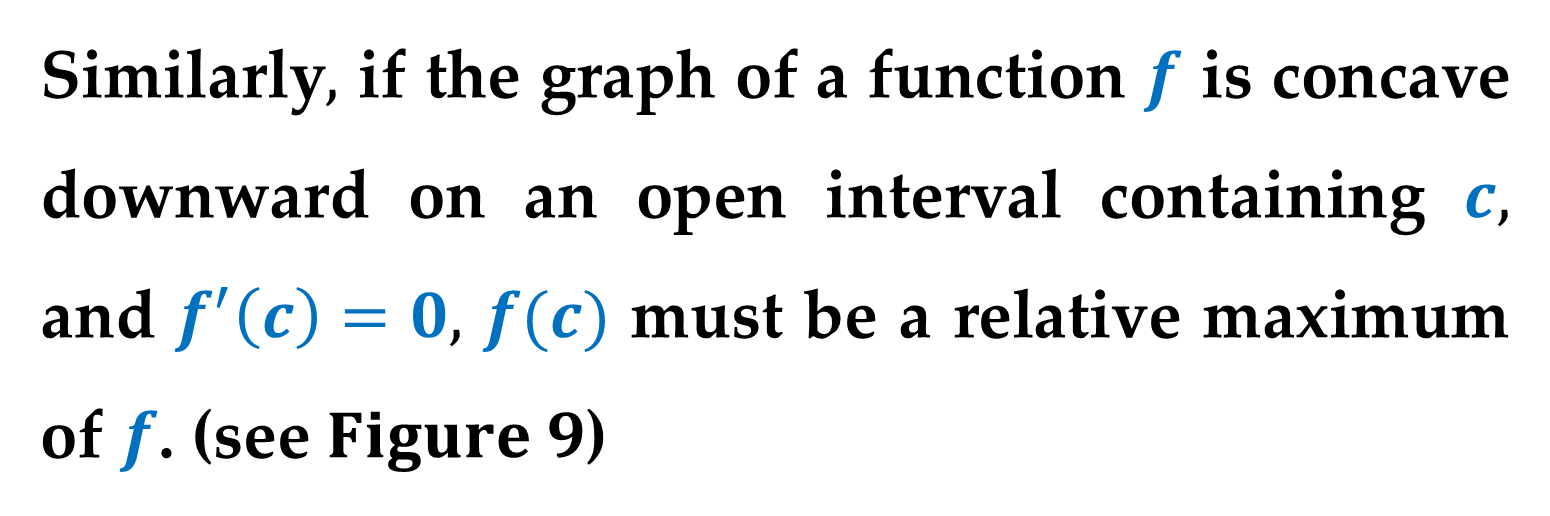 Similarly, if the graph of a function f is concave
downward on an open interval containing c,
and f′(c) = 0, f(c) must be a relative maximum
of f. (see Figure 9)